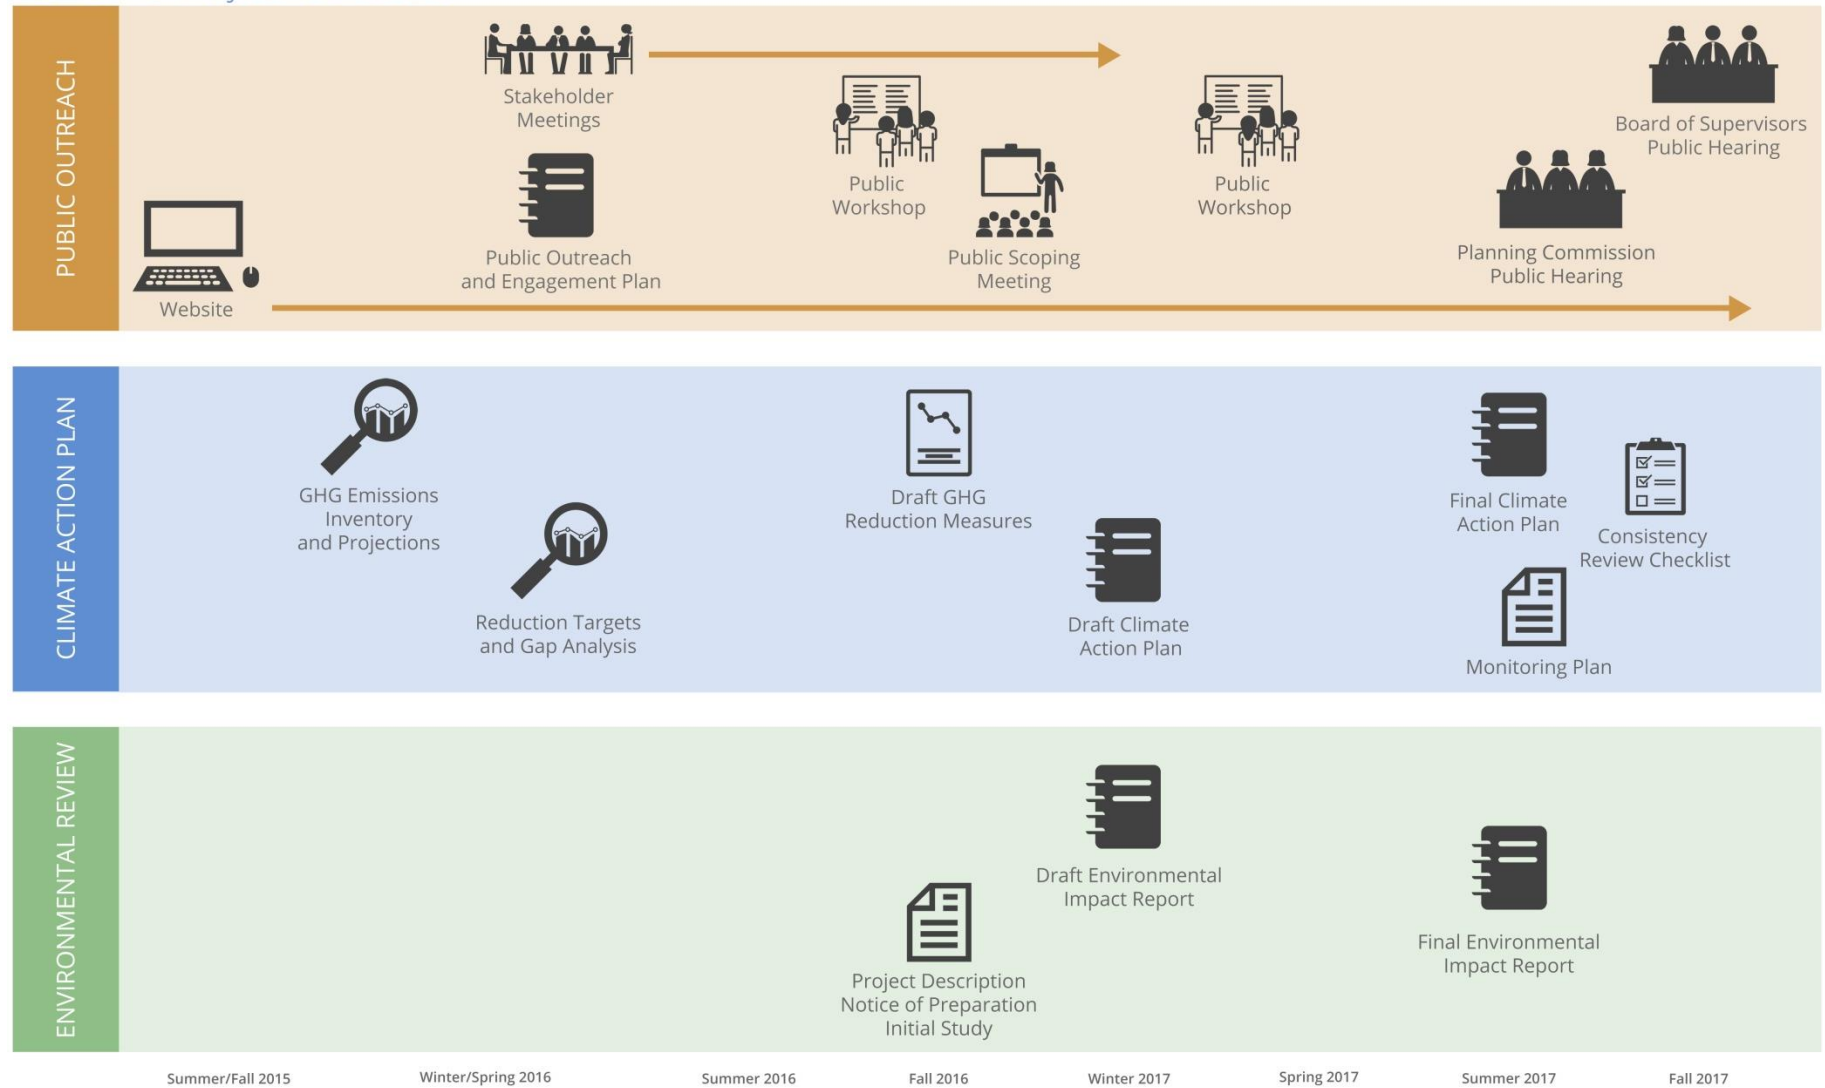 PUBLIC OUTREACH
Stakeholder
Meetings
Public Outreach
and Engagement Plan
Website
Public
Workshop
Public Scoping
Meeting
Public
Workshop
Board of Supervisors
Public Hearing
Planning Commission
Public Hearing
CLIMATE ACTION PLAN
GHG Emissions
Inventory
and Projections
Reduction Targets
and Gap Analysis
Draft GHG
Reduction Measures
Draft Climate
Action Plan
Final Climate
Action Plan
Consistency
Review Checklist
Monitoring Plan
ENVIRONMENTAL REVIEW
Draft Environmental
Impact Report
Project Description
Notice of Preparation
Initial Study
Final Environmental
Impact Report
Summer/Fall 2015
Winter/Spring 2016
Summer 2016
Fall 2016
Winter 2017
Spring 2017
Summer 2017
Fall 2017